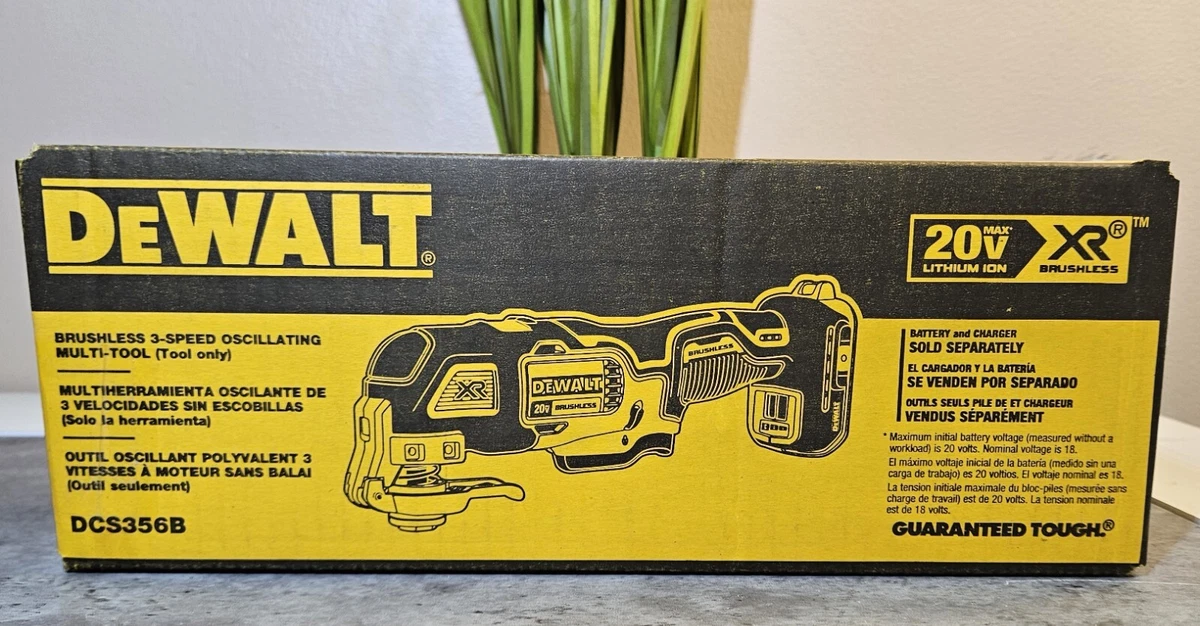 DEWALT®
20V MAX* XR® ™
LITHIUM ION BRUSHLESS
BRUSHLESS 3-SPEED OSCILLATING
MULTI-TOOL (Tool only)
MULTIHERRAMIENTA OSCILANTE DE
3 VELOCIDADES SIN ESCOBILLAS
(Solo la herramienta)
OUTIL OSCILLANT POLYVALENT 3
VITESSES À MOTEUR SANS BALAI
(Outil seulement)
DCS356B
XR
DEWALT
20V BRUSHLESS
BRUSHLESS
DEWALT
BATTERY and CHARGER
SOLD SEPARATELY
EL CARGADOR Y LA BATERÍA
SE VENDEN POR SEPARADO
OUTILS SEULS PILE DE ET CHARGEUR
VENDUS SÉPARÉMENT
* Maximum initial battery voltage (measured without a
workload) is 20 volts. Nominal voltage is 18.
El máximo voltaje inicial de la batería (medido sin una
carga de trabajo) es 20 voltios. El voltaje nominal es 18.
La tension initiale maximale du bloc-piles (mesurée sans
charge de travail) est de 20 volts. La tension nominale
est de 18 volts.
GUARANTEED TOUGH.®